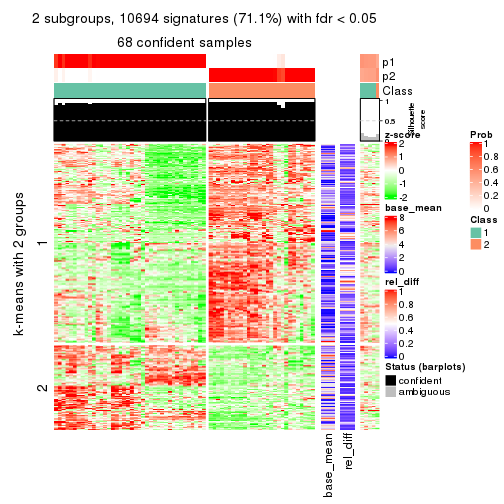 2 subgroups, 10694 signatures (71.1%) with fdr < 0.05
68 confident samples
p1
p2
Class
1
0.5
0
Silhouette
score
k-means with 2 groups
1
2
base_mean
rel_diff
z-score
2
1
0
-1
-2
base_mean
8
6
4
2
0
rel_diff
1
0.8
0.6
0.4
0.2
0
Status (barplots)
confident
ambiguous
Prob
1
0.8
0.6
0.4
0.2
0
Class
1
2